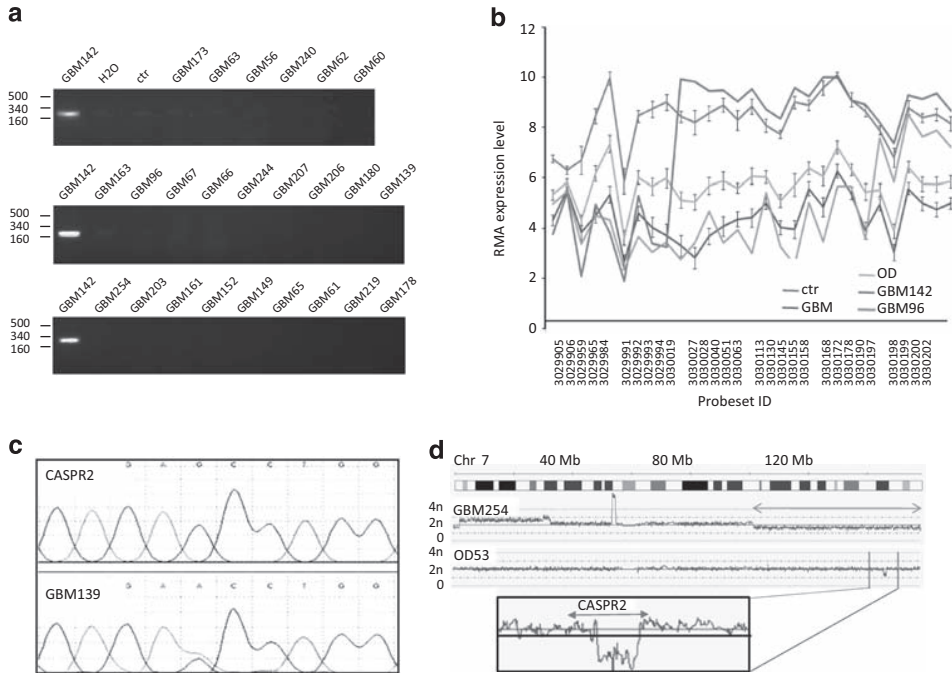 a
GBM142 H2O ctr GBM173 GBM63 GBM56 GBM240 GBM62 GBM60
500
340
160
GBM142 GBM163 GBM96 GBM67 GBM66 GBM244 GBM207 GBM206 GBM180 GBM139
500
340
160
GBM142 GBM254 GBM203 GBM161 GBM152 GBM149 GBM65 GBM61 GBM219 GBM178
500
340
160
b
12
10
8
6
4
2
0
RMA expression level
ctr
GBM
OD
GBM142
GBM96
3029905 3029906 3029959 3029965 3029984 3029991 3029992 3029993 3029994 3030019 3030027 3030028 3030040 3030051 3030063 3030113 3030130 3030145 3030155 3030158 3030168 3030172 3030178 3030190 3030197 3030198 3030199 3030200 3030202
Probeset ID
c
CASPR2
G A G C C T G G
GBM139
G A A C C T G G
d
Chr 7 40 Mb 80 Mb 120 Mb
GBM254
4n
2n
0
OD53
4n
2n
0
CASPR2